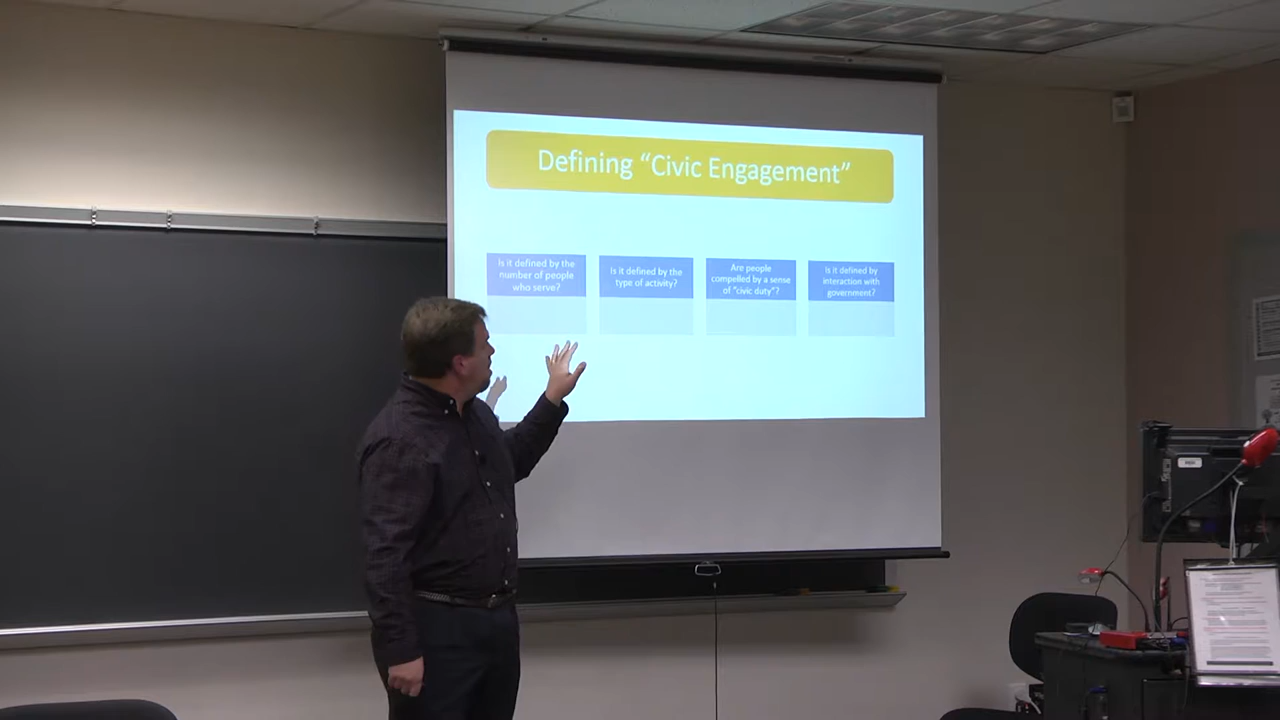 Defining “Civic Engagement”
Is it defined by the
number of people
who serve?
Is it defined by the
type of activity?
Are people
compelled by a sense
of “civic duty”?
Is it defined by
interaction with
government?